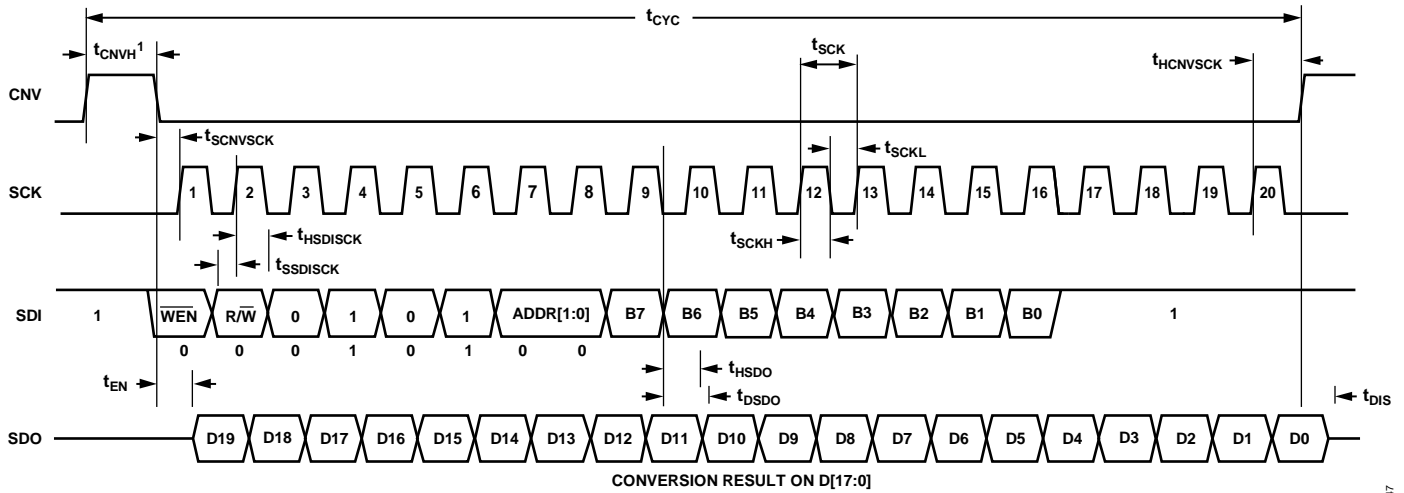 tCYC
tCNVH1
tSCK
tHCNVSCK
CNV
tSCNVSCK
tSCKL
SCK
1 2 3 4 5 6 7 8 9 10 11 12 13 14 15 16 17 18 19 20
tHSDISCK
tSCKH
tSSDISCK
SDI
1 WEN R/W 0 1 0 1 ADDR[1:0] B7 B6 B5 B4 B3 B2 B1 B0 1
0 0 0 1 0 1 0 0
tEN
tHSDO
tDSDO
tDIS
SDO
D19 D18 D17 D16 D15 D14 D13 D12 D11 D10 D9 D8 D7 D6 D5 D4 D3 D2 D1 D0
CONVERSION RESULT ON D[17:0]